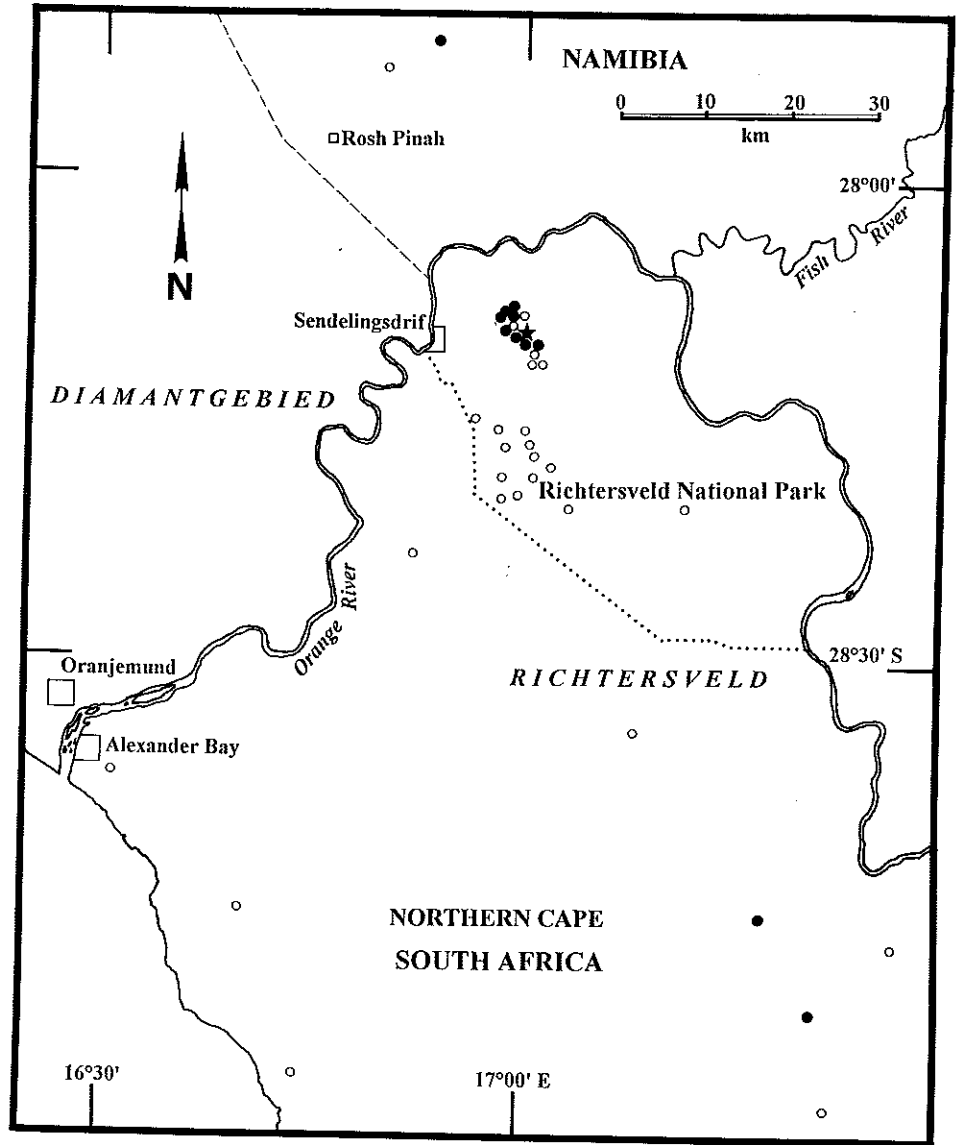 NAMIBIA
0 10 20 30
km
Rosh Pinah
28°00'
Fish River
N
Sendelingsdrif
DIAMANTGEBIED
Richtersveld National Park
Orange River
Oranjemund
28°30' S
RICHTERSVELD
Alexander Bay
NORTHERN CAPE
SOUTH AFRICA
16°30'
17°00' E